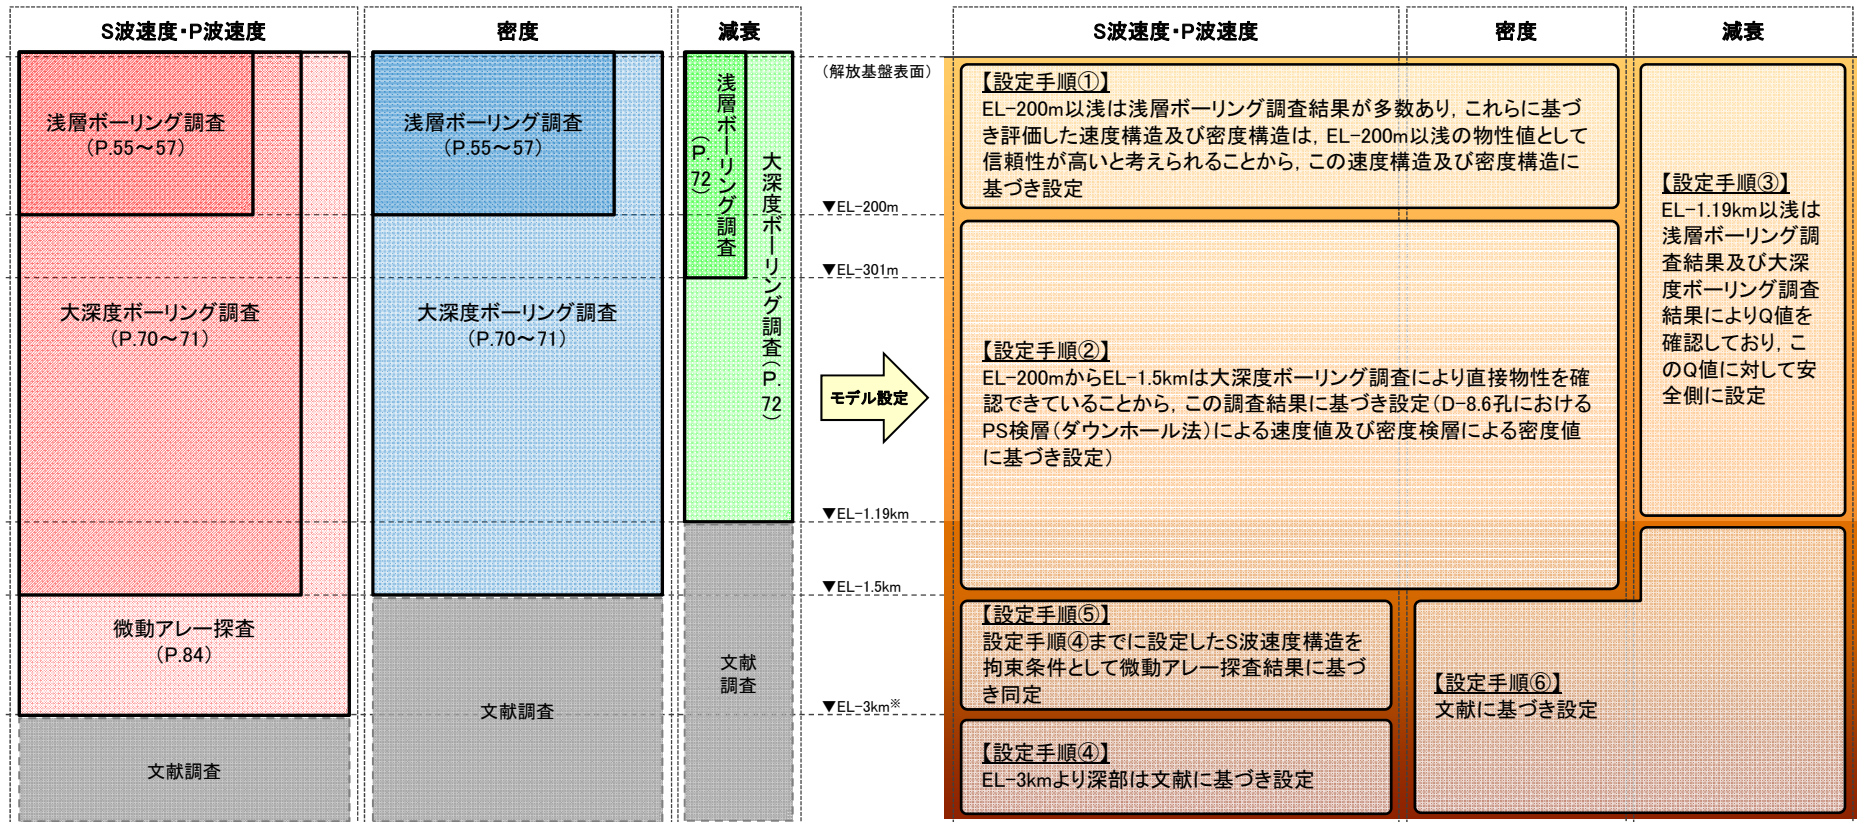 S波速度・P波速度
浅層ボーリング調査
(P.55～57)
大深度ボーリング調査
(P.70～71)
微動アレー探査
(P.84)
文献調査
密度
浅層ボーリング調査
(P.55～57)
大深度ボーリング調査
(P.70～71)
文献調査
減衰
浅層ボーリング調査
(P.72)
大深度ボーリング調査(P.72)
文献
調査
(解放基盤表面)
▼EL-200m
▼EL-301m
モデル設定
▼EL-1.19km
▼EL-1.5km
▼EL-3km※
S波速度・P波速度
密度
減衰
【設定手順①】
EL-200m以浅は浅層ボーリング調査結果が多数あり，これらに基づ
き評価した速度構造及び密度構造は，EL-200m以浅の物性値として
信頼性が高いと考えられることから，この速度構造及び密度構造に
基づき設定
【設定手順②】
EL-200mからEL-1.5kmは大深度ボーリング調査により直接物性を確
認できていることから，この調査結果に基づき設定(D-8.6孔における
PS検層(ダウンホール法)による速度値及び密度検層による密度値
に基づき設定)
【設定手順③】
EL-1.19km以浅は
浅層ボーリング調
査結果及び大深
度ボーリング調査
結果によりQ値を
確認しており，こ
のQ値に対して安
全側に設定
【設定手順⑤】
設定手順④までに設定したS波速度構造を
拘束条件として微動アレー探査結果に基づ
き同定
【設定手順④】
EL-3kmより深部は文献に基づき設定
【設定手順⑥】
文献に基づき設定